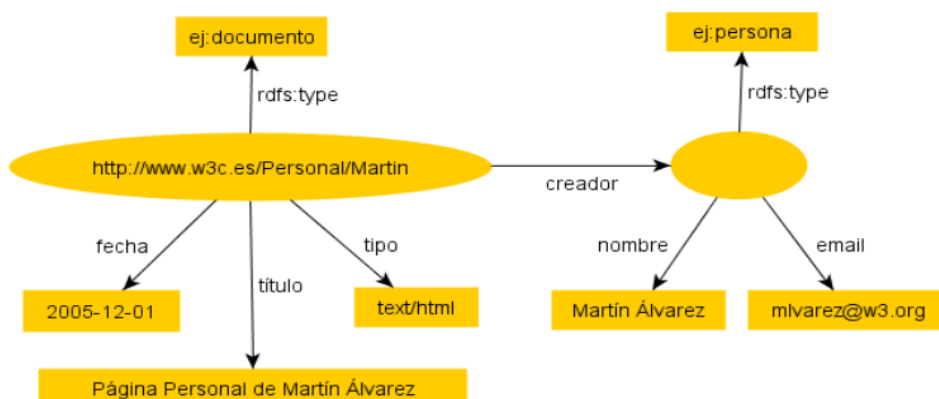 ej:documento
ej:persona
rdfs:type
rdfs:type
http://www.w3c.es/Personal/Martin
creador
fecha
tipo
nombre
email
título
2005-12-01
text/html
Martín Álvarez
mlvarez@w3.org
Página Personal de Martín Álvarez